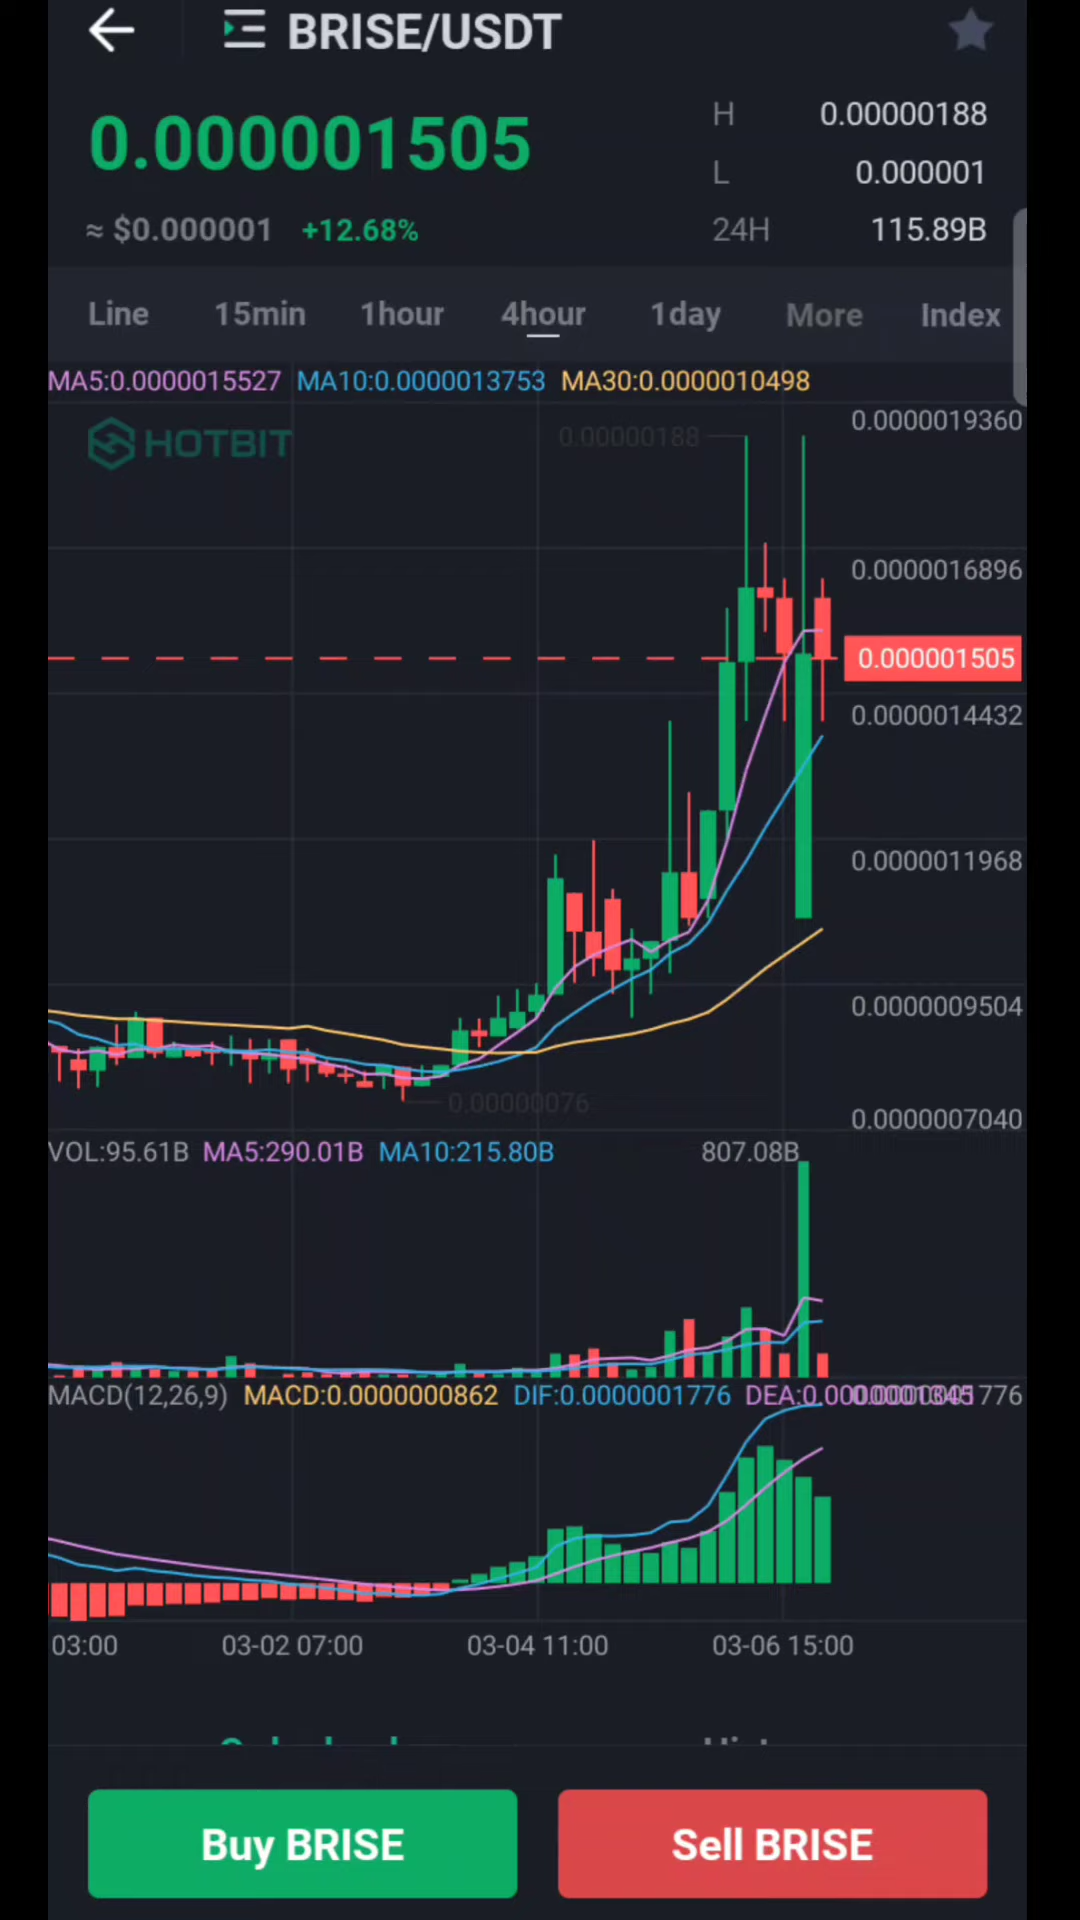 BRISE/USDT
0.000001505
H 0.00000188
L 0.000001
≈ $0.000001 +12.68%
24H 115.89B
Line 15min 1hour 4hour 1day More Index
MA5:0.0000015527 MA10:0.0000013753 MA30:0.0000010498
0.0000019360
HOTBIT
0.00000188
0.0000016896
0.000001505
0.0000014432
0.0000011968
0.0000009504
0.00000076
0.0000007040
VOL:95.61B MA5:290.01B MA10:215.80B 807.08B
MACD(12,26,9) MACD:0.0000000862 DIF:0.0000001776 DEA:0.0000001345
03:00 03-02 07:00 03-04 11:00 03-06 15:00
Buy BRISE Sell BRISE